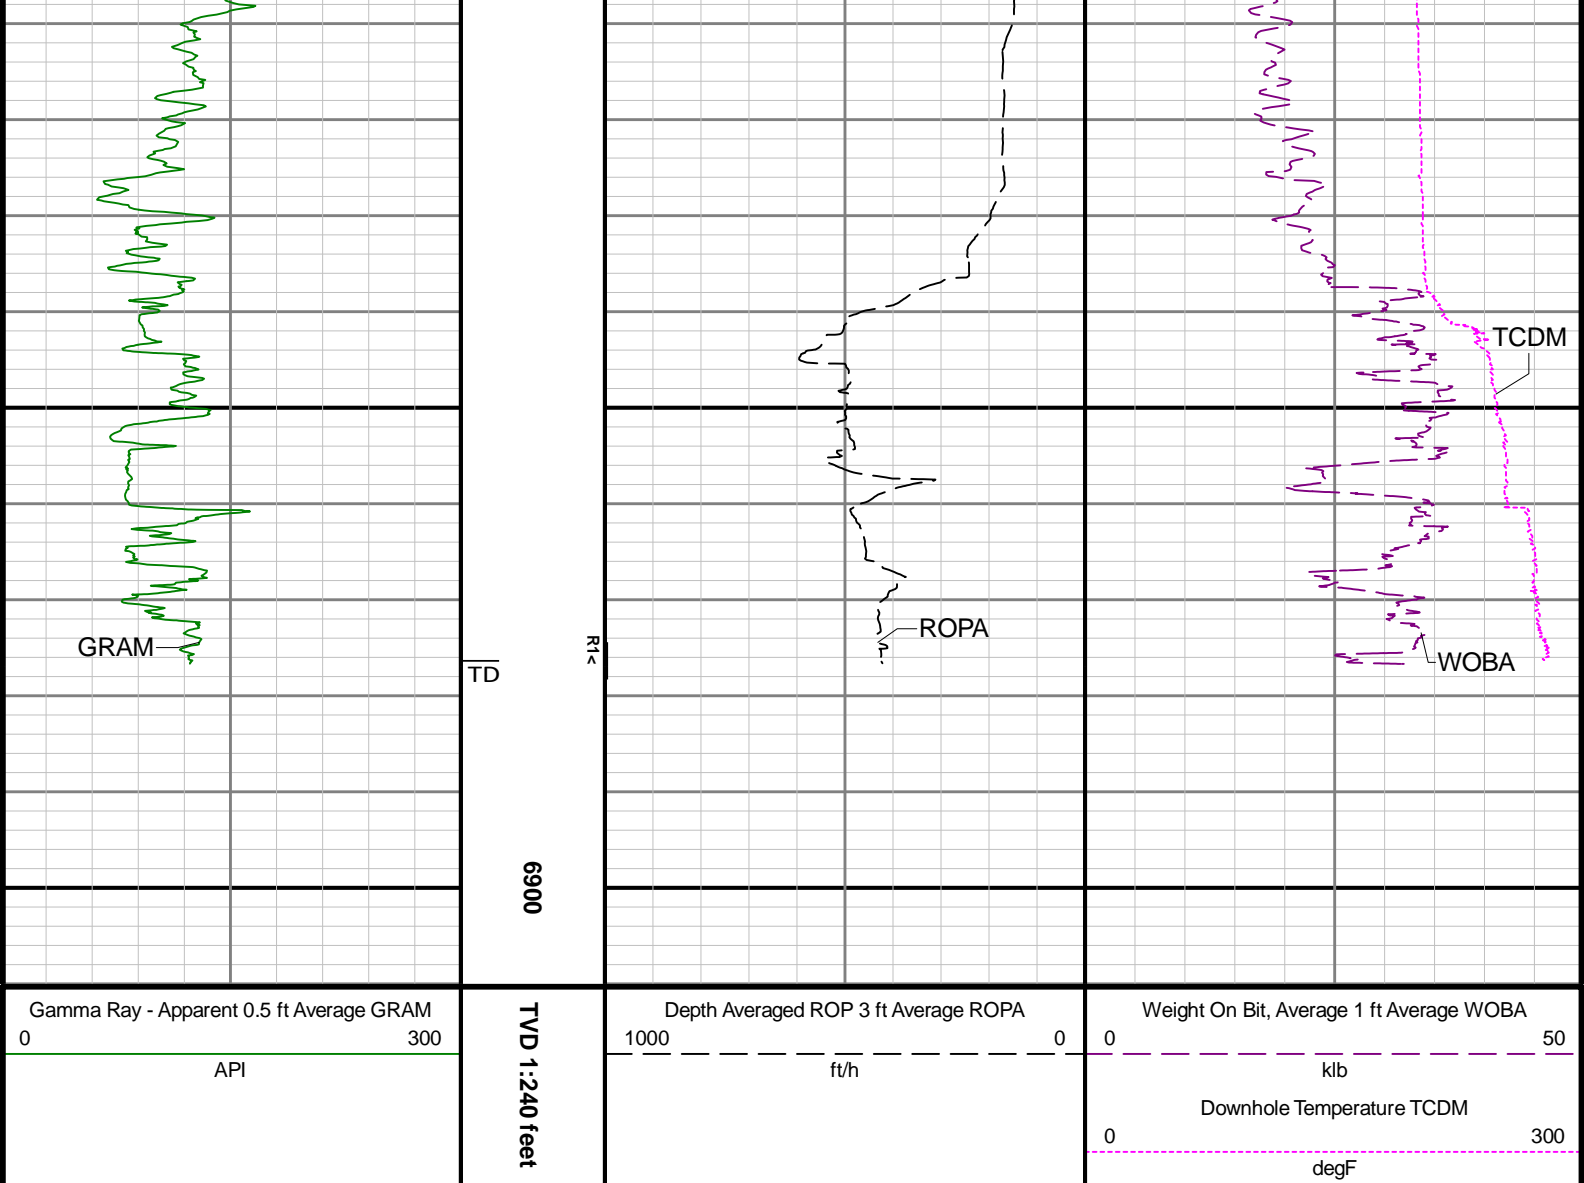 TCDM
GRAM
ROPA
R1<
WOBA
TD
6900
Gamma Ray - Apparent 0.5 ft Average GRAM
0 300
API
TVD 1:240 feet
Depth Averaged ROP 3 ft Average ROPA
1000 0
ft/h
Weight On Bit, Average 1 ft Average WOBA
0 50
klb
Downhole Temperature TCDM
0 300
degF